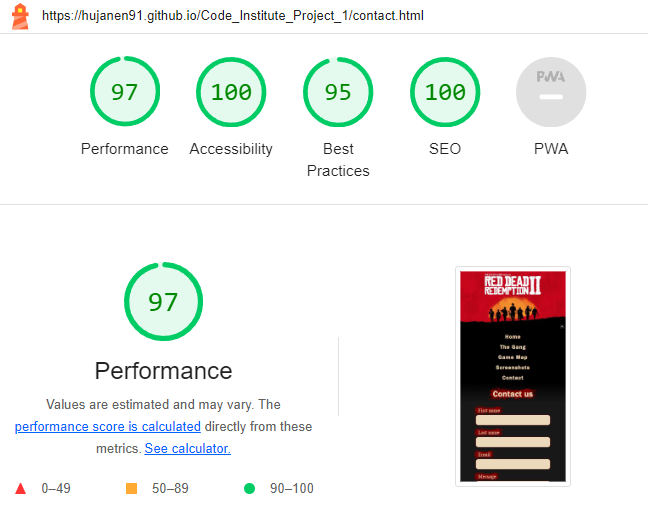 https://hujanen91.github.io/Code_Institute_Project_1/contact.html
97
100
95
100
PWA
Performance
Accessibility
Best
Practices
SEO
PWA
97
Performance
Values are estimated and may vary. The
performance score is calculated directly from these
metrics. See calculator.
0–49
50–89
90–100
RED DEAD
REDEMPTION II
Home
The Gang
Game Map
Screenshots
Contact
Contact us
First name
Last name
Email
Message